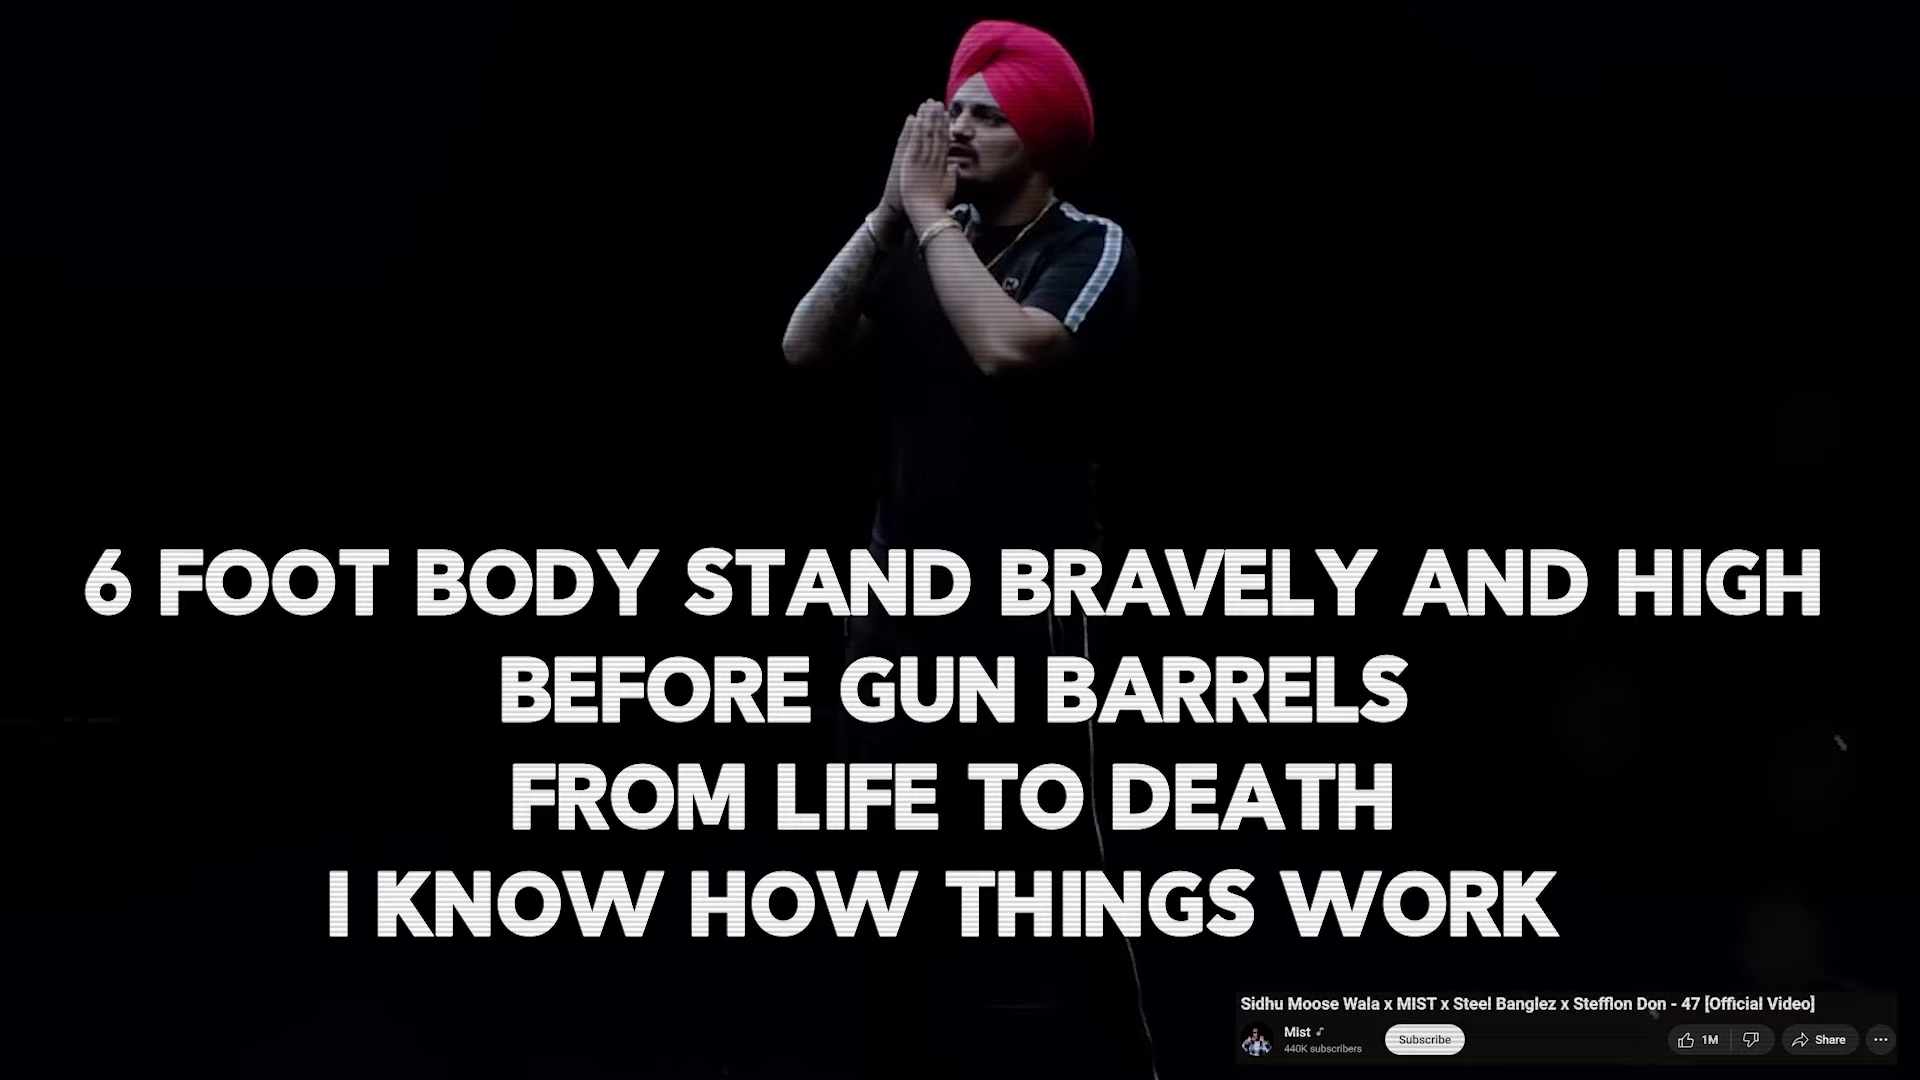 6 FOOT BODY STAND BRAVELY AND HIGH
BEFORE GUN BARRELS
FROM LIFE TO DEATH
I KNOW HOW THINGS WORK
Sidhu Moose Wala x MIST x Steel Banglez x Stefflon Don - 47 [Official Video]
Mist
440K subscribers
Subscribe
1M
Share